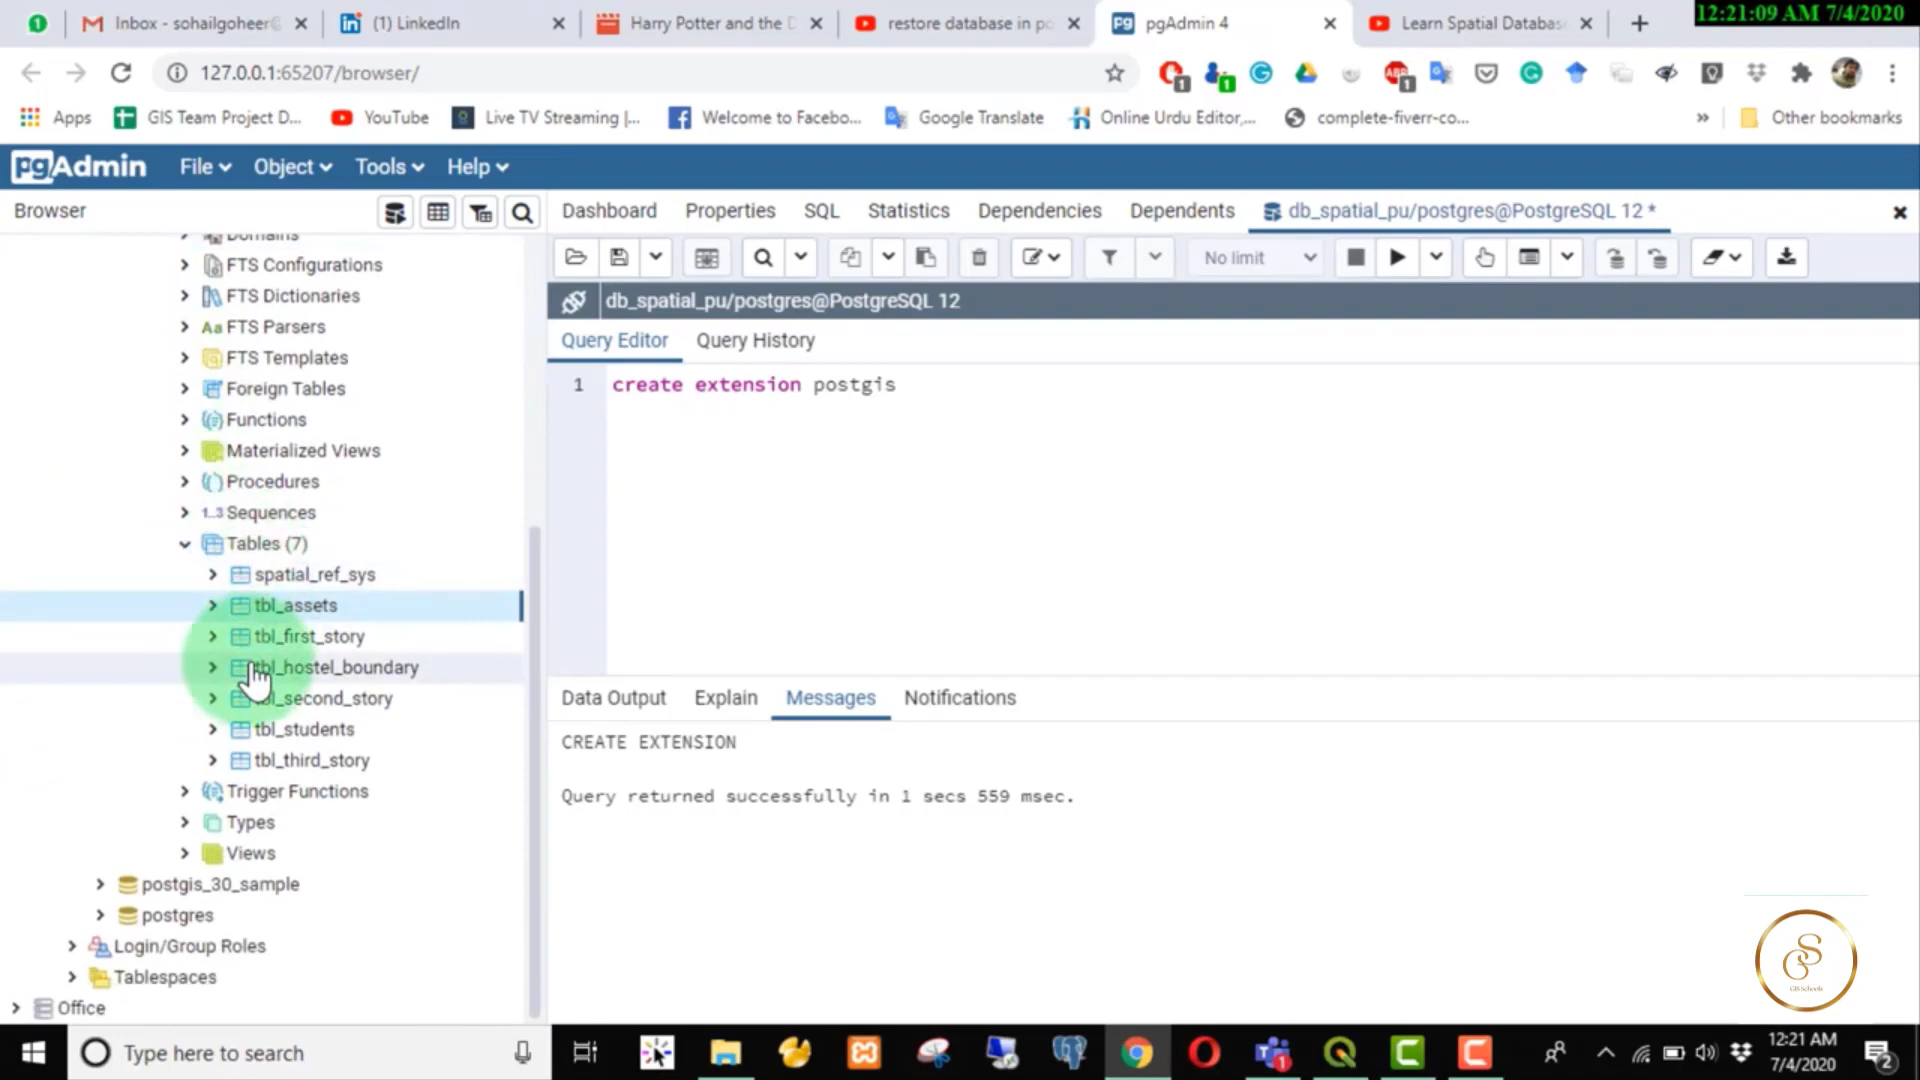 12:21:09 AM 7/4/2020
Inbox - sohailgoheer@
(1) LinkedIn
Harry Potter and the D
restore database in po
pgAdmin 4
Learn Spatial Databas
127.0.0.1:65207/browser/
Apps
GIS Team Project D...
YouTube
Live TV Streaming |...
Welcome to Facebo...
Google Translate
Online Urdu Editor,...
complete-fiverr-co...
Other bookmarks
pgAdmin
File
Object
Tools
Help
Browser
Dashboard
Properties
SQL
Statistics
Dependencies
Dependents
db_spatial_pu/postgres@PostgreSQL 12 *
No limit
db_spatial_pu/postgres@PostgreSQL 12
Query Editor
Query History
1 create extension postgis
Domains
FTS Configurations
FTS Dictionaries
FTS Parsers
FTS Templates
Foreign Tables
Functions
Materialized Views
Procedures
Sequences
Tables (7)
spatial_ref_sys
tbl_assets
tbl_first_story
tbl_hostel_boundary
tbl_second_story
tbl_students
tbl_third_story
Trigger Functions
Types
Views
postgis_30_sample
postgres
Login/Group Roles
Tablespaces
Office
Data Output
Explain
Messages
Notifications
CREATE EXTENSION
Query returned successfully in 1 secs 559 msec.
GIS Schools
Type here to search
12:21 AM
7/4/2020
2